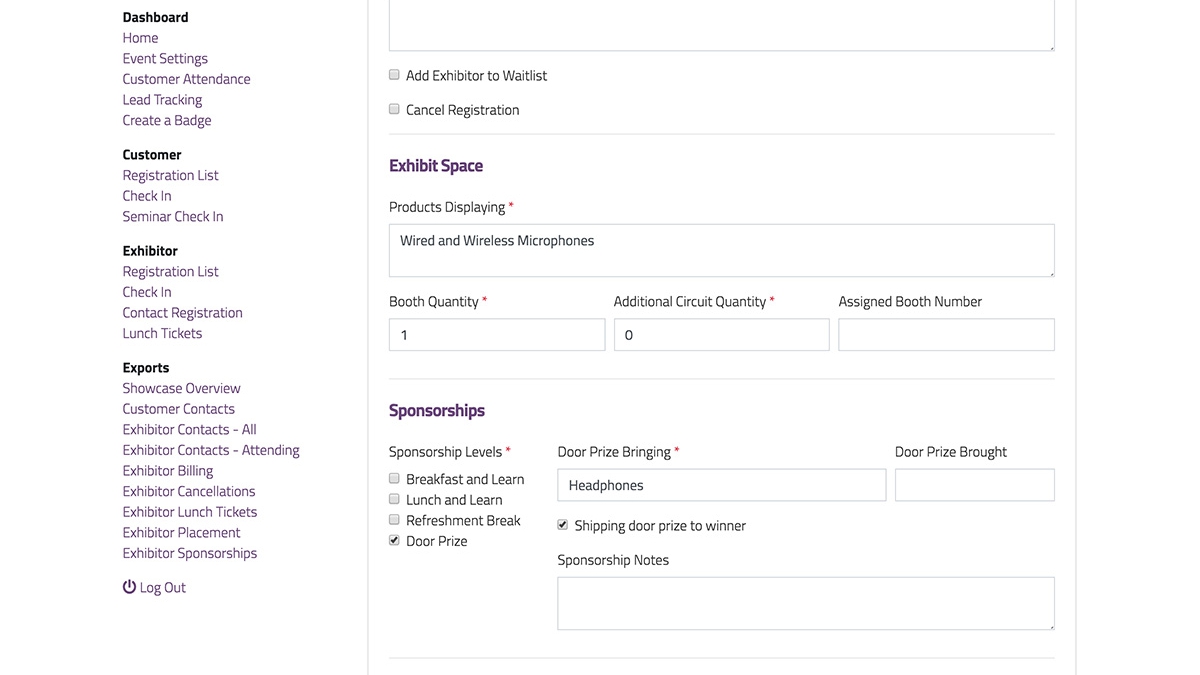 Dashboard
Home
Event Settings
Customer Attendance
Lead Tracking
Create a Badge
Customer
Registration List
Check In
Seminar Check In
Exhibitor
Registration List
Check In
Contact Registration
Lunch Tickets
Exports
Showcase Overview
Customer Contacts
Exhibitor Contacts - All
Exhibitor Contacts - Attending
Exhibitor Billing
Exhibitor Cancellations
Exhibitor Lunch Tickets
Exhibitor Placement
Exhibitor Sponsorships
Log Out
Add Exhibitor to Waitlist
Cancel Registration
Exhibit Space
Products Displaying *
Wired and Wireless Microphones
Booth Quantity * Additional Circuit Quantity * Assigned Booth Number
1 0
Sponsorships
Sponsorship Levels *
Breakfast and Learn
Lunch and Learn
Refreshment Break
Door Prize
Door Prize Bringing * Door Prize Brought
Headphones
Shipping door prize to winner
Sponsorship Notes